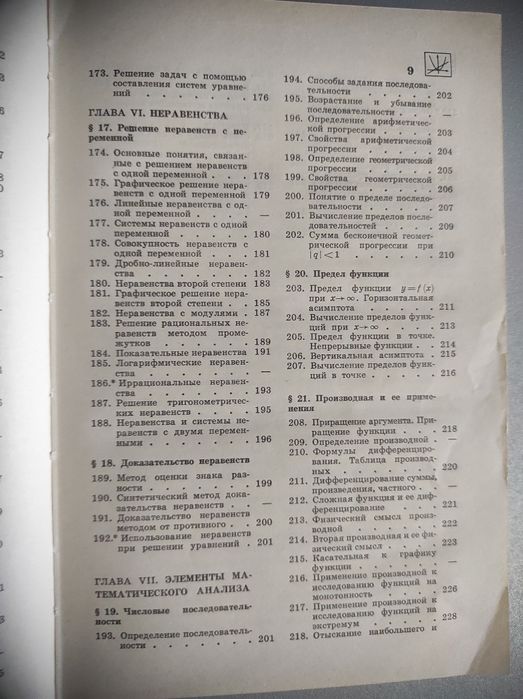 9
173. Решение задач с помощью
составления систем уравне-
ний . . . . . . . 176
ГЛАВА VI. НЕРАВЕНСТВА
§ 17. Решение неравенств с пе-
ременной
174. Основные понятия, связан-
ные с решением неравенств
с одной переменной . . . 178
175. Графическое решение нера-
венств с одной переменной 179
176. Линейные неравенства с од-
ной переменной . . . . —
177. Системы неравенств с одной
переменной . . . . . 180
178. Совокупность неравенств с
одной переменной . . . . 181
179. Дробно-линейные неравен-
ства . . . . . . . 182
180. Неравенства второй степени 183
181. Графическое решение нера-
венств второй степени . . 185
182. Неравенства с модулями . 187
183. Решение рациональных не-
равенств методом проме-
жутков . . . . . . 189
184. Показательные неравенства 191
185. Логарифмические неравен-
ства . . . . . . . —
186.* Иррациональные неравен-
ства . . . . . . . 193
187. Решение тригонометричес-
ких неравенств . . . . 195
188. Неравенства и системы не-
равенств с двумя перемен-
ными . . . . . . . 196
§ 18. Доказательство неравенств
189. Метод оценки знака раз-
ности . . . . . . . 199
190. Синтетический метод дока-
зательства неравенств . . —
191. Доказательство неравенств
методом от противного . . 200
192.* Использование неравенств
при решении уравнений . 201
ГЛАВА VII. ЭЛЕМЕНТЫ МА-
ТЕМАТИЧЕСКОГО АНАЛИЗА
§ 19. Числовые последователь-
ности
193. Определение последователь-
ности . . . . . . . 201
194. Способы задания последова-
тельности . . . . . 202
195. Возрастание и убывание
последовательности . . . —
196. Определение арифметичес-
кой прогрессии . . . . 203
197. Свойства арифметической
прогрессии . . . . . 204
198. Определение геометрической
прогрессии . . . . . 205
199. Свойства геометрической
прогрессии . . . . . 206
200. Понятие о пределе последо-
вательности . . . . . 207
201. Вычисление пределов после-
довательностей . . . . 209
202. Сумма бесконечной геомет-
рической прогрессии при
|q|<1 . . . . . . 210
§ 20. Предел функции
203. Предел функции y=f(x)
при x→∞. Горизонтальная
асимптота . . . . . 211
204. Вычисление пределов функ-
ций при x→∞ . . . . 213
205. Предел функции в точке.
Непрерывные функции . . 214
206. Вертикальная асимптота . 215
207. Вычисление пределов функ-
ций в точке . . . . . 216
§ 21. Производная и ее приме-
нения
208. Приращение аргумента. При-
ращение функции . . . 218
209. Определение производной . —
210. Формулы дифференциро-
вания. Таблица производ-
ных . . . . . . . 220
211. Дифференцирование суммы,
произведения, частного . . —
212. Сложная функция и ее диф-
ференцирование . . . . 221
213. Физический смысл произ-
водной . . . . . . 222
214. Вторая производная и ее фи-
зический смысл . . . . 223
215. Касательная к графику
функции . . . . . . —
216. Применение производной к
исследованию функций на
монотонность . . . . . 226
217. Применение производной к
исследованию функций на
экстремум . . . . . 228
218. Отыскание наибольшего и